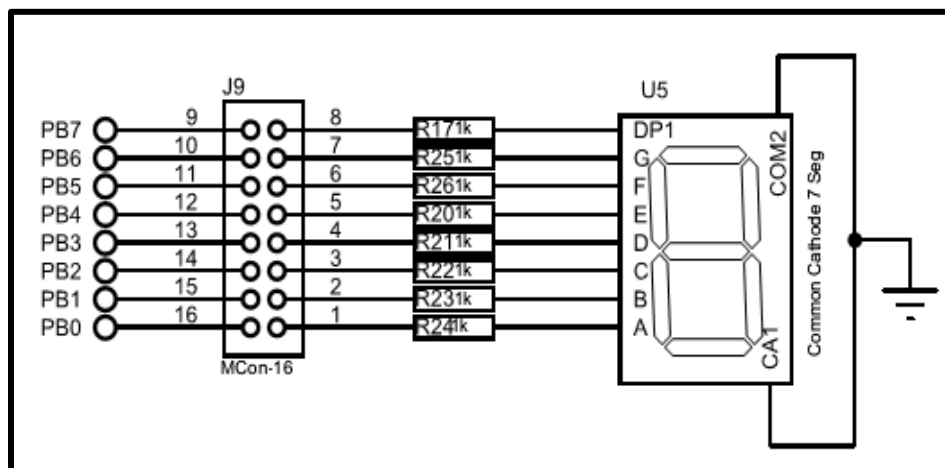 J9
U5
PB7 9 8 R17 1k DP1
PB6 10 7 R25 1k G
PB5 11 6 R26 1k F
PB4 12 5 R20 1k E
PB3 13 4 R21 1k D
PB2 14 3 R22 1k C
PB1 15 2 R23 1k B
PB0 16 1 R24 1k A
MCon-16
COM2
CA1
Common Cathode 7 Seg